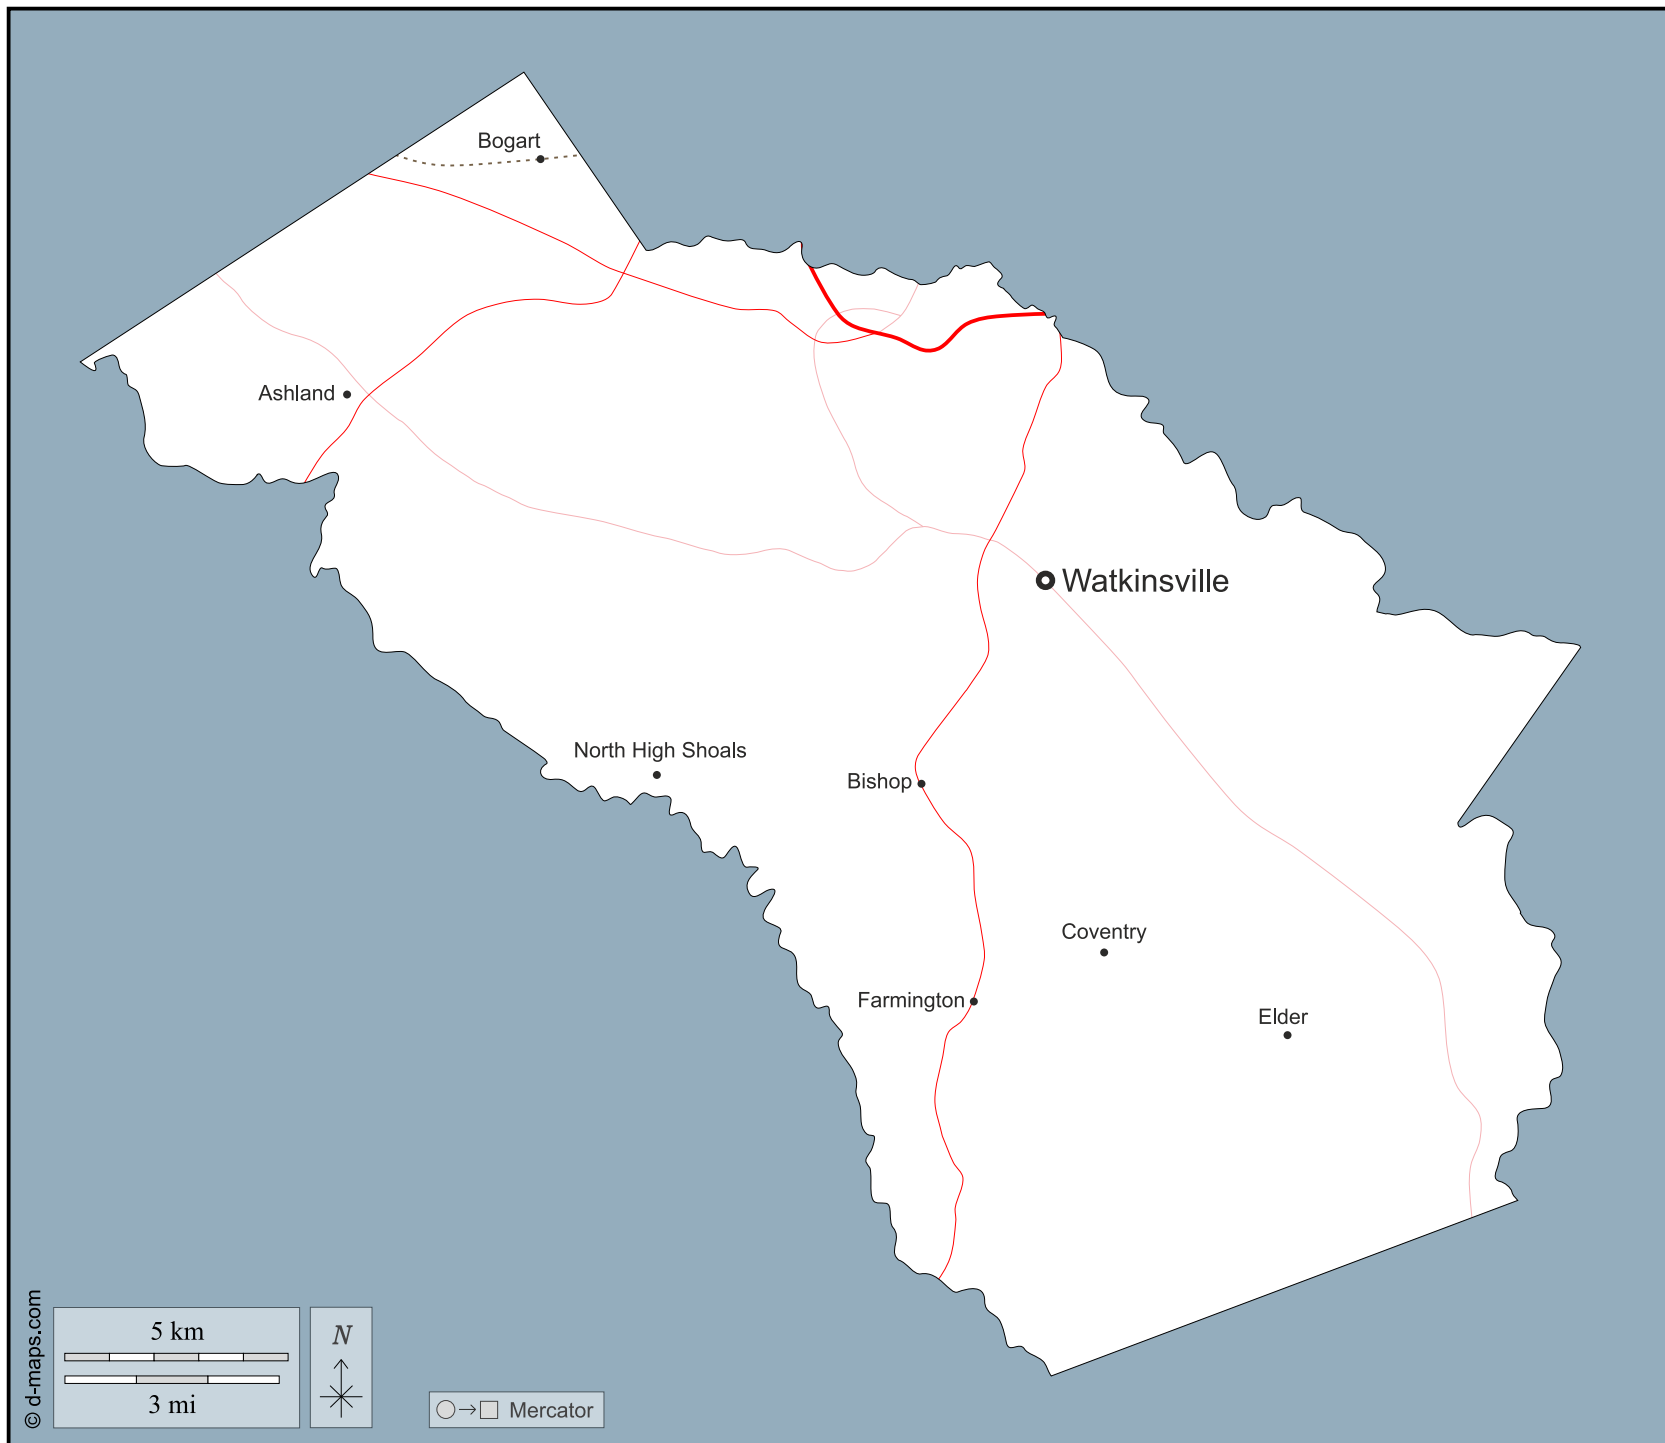 Bogart
Ashland
Watkinsville
North High Shoals
Bishop
Coventry
Farmington
Elder
© d-maps.com
5 km
3 mi
N
Mercator